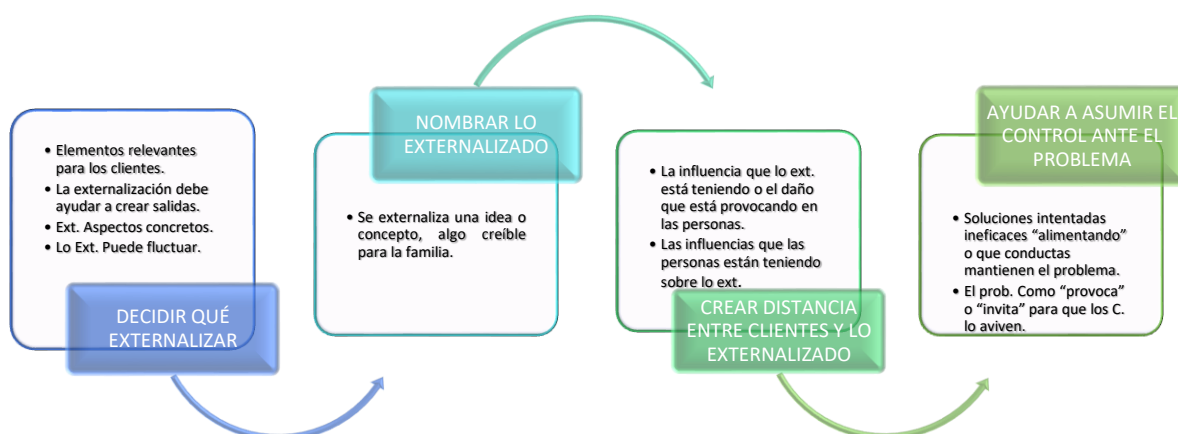 • Elementos relevantes
para los clientes.
• La externalización debe
ayudar a crear salidas.
• Ext. Aspectos concretos.
• Lo Ext. Puede fluctuar.
DECIDIR QUÉ
EXTERNALIZAR
NOMBRAR LO
EXTERNALIZADO
• Se externaliza una idea o
concepto, algo creíble
para la familia.
• La influencia que lo ext.
está teniendo o el daño
que está provocando en
las personas.
• Las influencias que las
personas están teniendo
sobre lo ext.
CREAR DISTANCIA
ENTRE CLIENTES Y LO
EXTERNALIZADO
AYUDAR A ASUMIR EL
CONTROL ANTE EL
PROBLEMA
• Soluciones intentadas
ineficaces “alimentando”
o que conductas
mantienen el problema.
• El prob. Como “provoca”
o “invita” para que los C.
lo aviven.